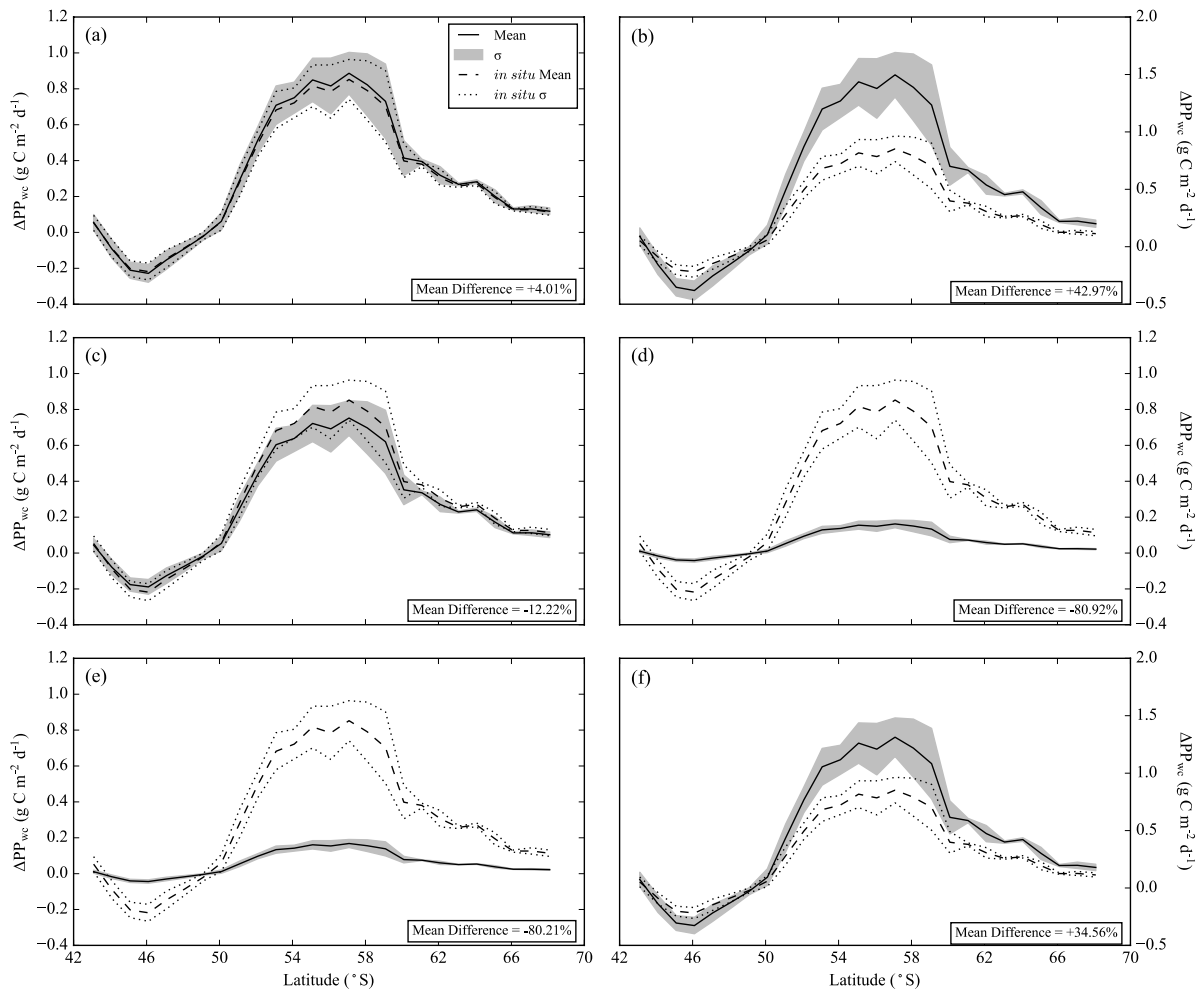 (a)
Mean
σ
in situ Mean
in situ σ
1.2
1.0
0.8
0.6
0.4
0.2
0.0
−0.2
−0.4
ΔPPwc (g C m-2 d-1)
Mean Difference = +4.01%
(b)
2.0
1.5
1.0
0.5
0.0
−0.5
ΔPPwc (g C m-2 d-1)
Mean Difference = +42.97%
(c)
1.2
1.0
0.8
0.6
0.4
0.2
0.0
−0.2
−0.4
ΔPPwc (g C m-2 d-1)
Mean Difference = -12.22%
(d)
1.2
1.0
0.8
0.6
0.4
0.2
0.0
−0.2
−0.4
ΔPPwc (g C m-2 d-1)
Mean Difference = -80.92%
(e)
1.2
1.0
0.8
0.6
0.4
0.2
0.0
−0.2
−0.4
ΔPPwc (g C m-2 d-1)
Mean Difference = -80.21%
42 46 50 54 58 62 66 70
Latitude (°S)
(f)
2.0
1.5
1.0
0.5
0.0
−0.5
ΔPPwc (g C m-2 d-1)
Mean Difference = +34.56%
42 46 50 54 58 62 66 70
Latitude (°S)